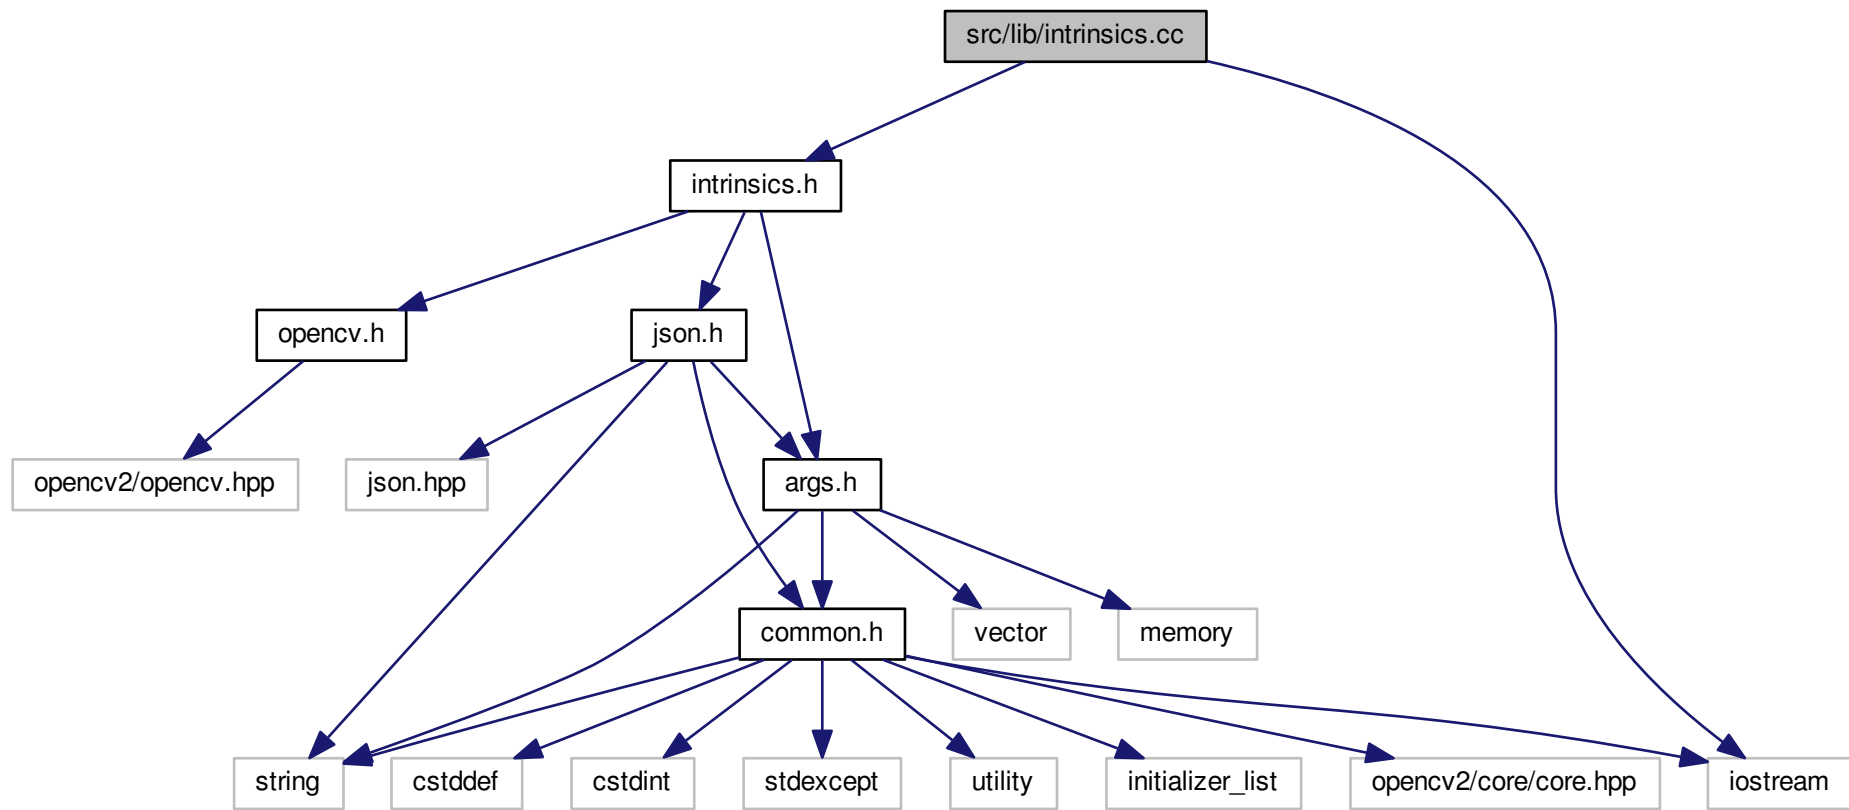 src/lib/intrinsics.cc
intrinsics.h
opencv.h
json.h
opencv2/opencv.hpp
json.hpp
args.h
common.h
vector
memory
string
cstddef
cstdint
stdexcept
utility
initializer_list
opencv2/core/core.hpp
iostream